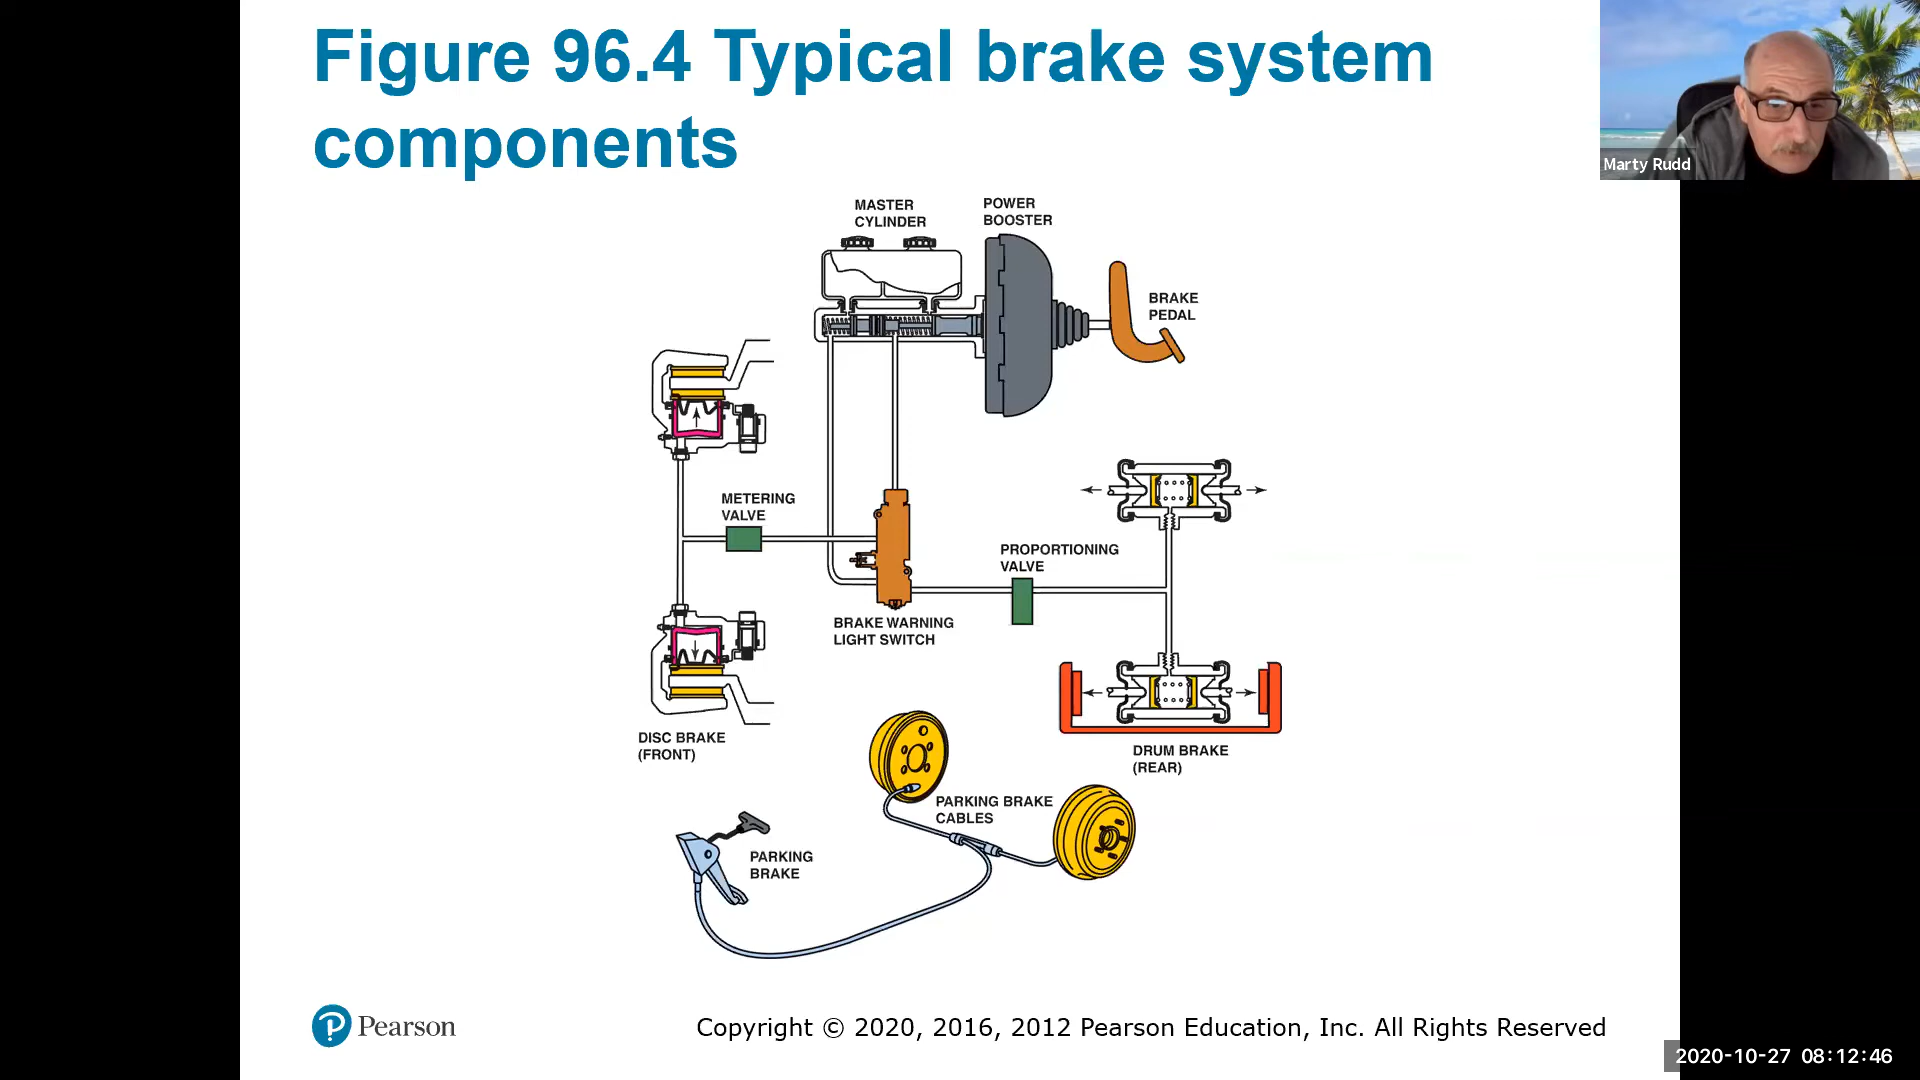 Figure 96.4 Typical brake system
components
Marty Rudd
MASTER
CYLINDER
POWER
BOOSTER
BRAKE
PEDAL
METERING
VALVE
PROPORTIONING
VALVE
BRAKE WARNING
LIGHT SWITCH
DISC BRAKE
(FRONT)
DRUM BRAKE
(REAR)
PARKING BRAKE
CABLES
PARKING
BRAKE
Pearson
Copyright © 2020, 2016, 2012 Pearson Education, Inc. All Rights Reserved
2020-10-27 08:12:46